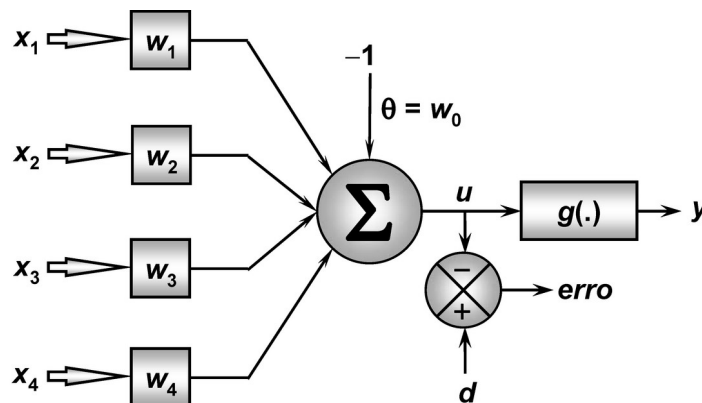 x1 w1
−1
θ = w0
x2 w2
Σ u g(.) y
x3 w3
− erro
+
x4 w4 d